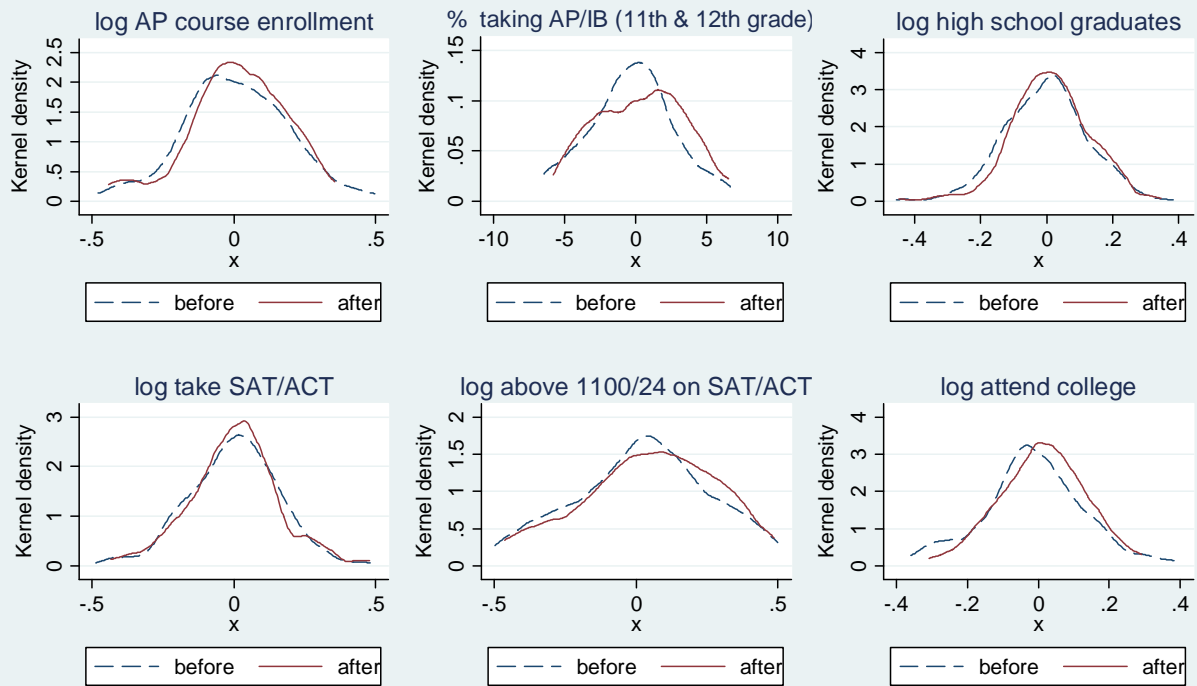 log AP course enrollment
Kernel density
0 .5 1 1.5 2 2.5
-.5 0 .5
x
before after
% taking AP/IB (11th & 12th grade)
Kernel density
0 .05 .1 .15
-10 -5 0 5 10
x
before after
log high school graduates
Kernel density
0 1 2 3 4
-.4 -.2 0 .2 .4
x
before after
log take SAT/ACT
Kernel density
0 1 2 3
-.5 0 .5
x
before after
log above 1100/24 on SAT/ACT
Kernel density
0 .5 1 1.5 2
-.5 0 .5
x
before after
log attend college
Kernel density
0 1 2 3 4
-.4 -.2 0 .2 .4
x
before after